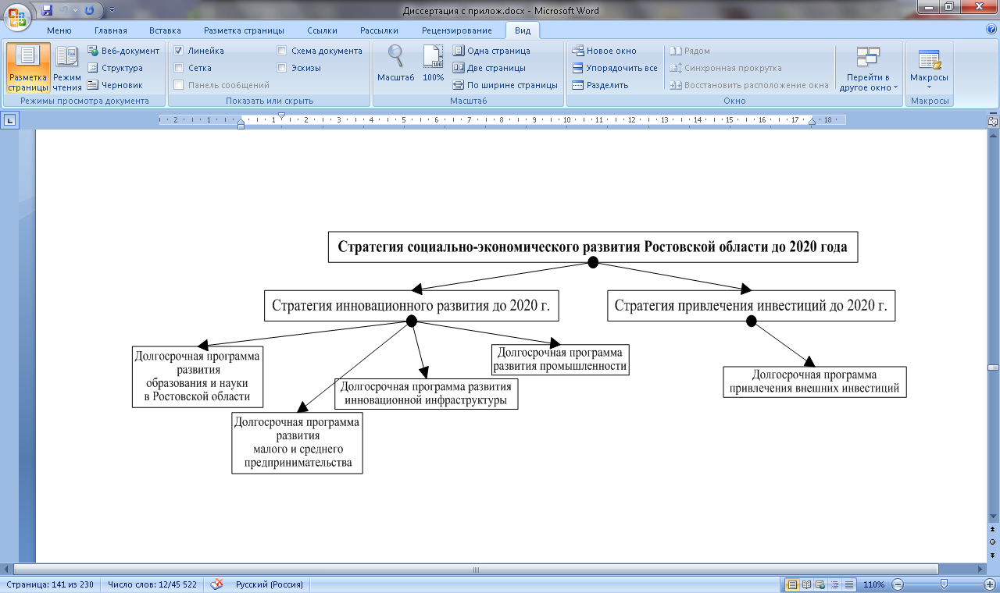 Диссертация с прилож.docx - Microsoft Word
Меню Главная Вставка Разметка страницы Ссылки Рассылки Рецензирование Вид
Разметка страницы
Режим чтения
Веб-документ
Структура
Черновик
Режимы просмотра документа
Линейка
Сетка
Панель сообщений
Схема документа
Эскизы
Показать или скрыть
Масштаб
100%
Одна страница
Две страницы
По ширине страницы
Масштаб
Новое окно
Упорядочить все
Разделить
Рядом
Синхронная прокрутка
Восстановить расположение окна
Перейти в другое окно
Окно
Макросы
Макросы
2 1 1 2 3 4 5 6 7 8 9 10 11 12 13 14 15 16 17 18
Стратегия социально-экономического развития Ростовской области до 2020 года
Стратегия инновационного развития до 2020 г.
Стратегия привлечения инвестиций до 2020 г.
Долгосрочная программа
развития
образования и науки
в Ростовской области
Долгосрочная программа
развития
малого и среднего
предпринимательства
Долгосрочная программа развития
инновационной инфраструктуры
Долгосрочная программа
развития промышленности
Долгосрочная программа
привлечения внешних инвестиций
Страница: 141 из 230 Число слов: 12/45 522 Русский (Россия) 110%